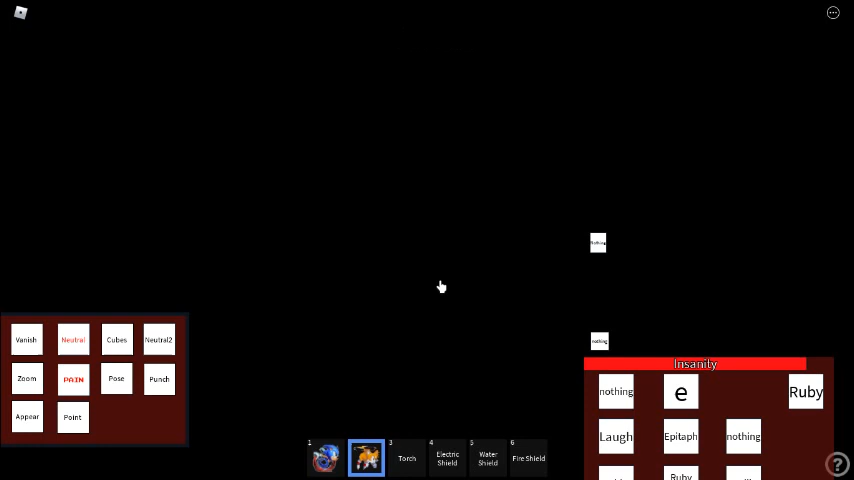 Nothing
nothing
Vanish
Neutral
Cubes
Neutral2
Zoom
PAIN
Pose
Punch
Appear
Point
1
3
Torch
4
Electric
Shield
5
Water
Shield
6
Fire Shield
Insanity
nothing
e
Ruby
Laugh
Epitaph
nothing
Ruby
?